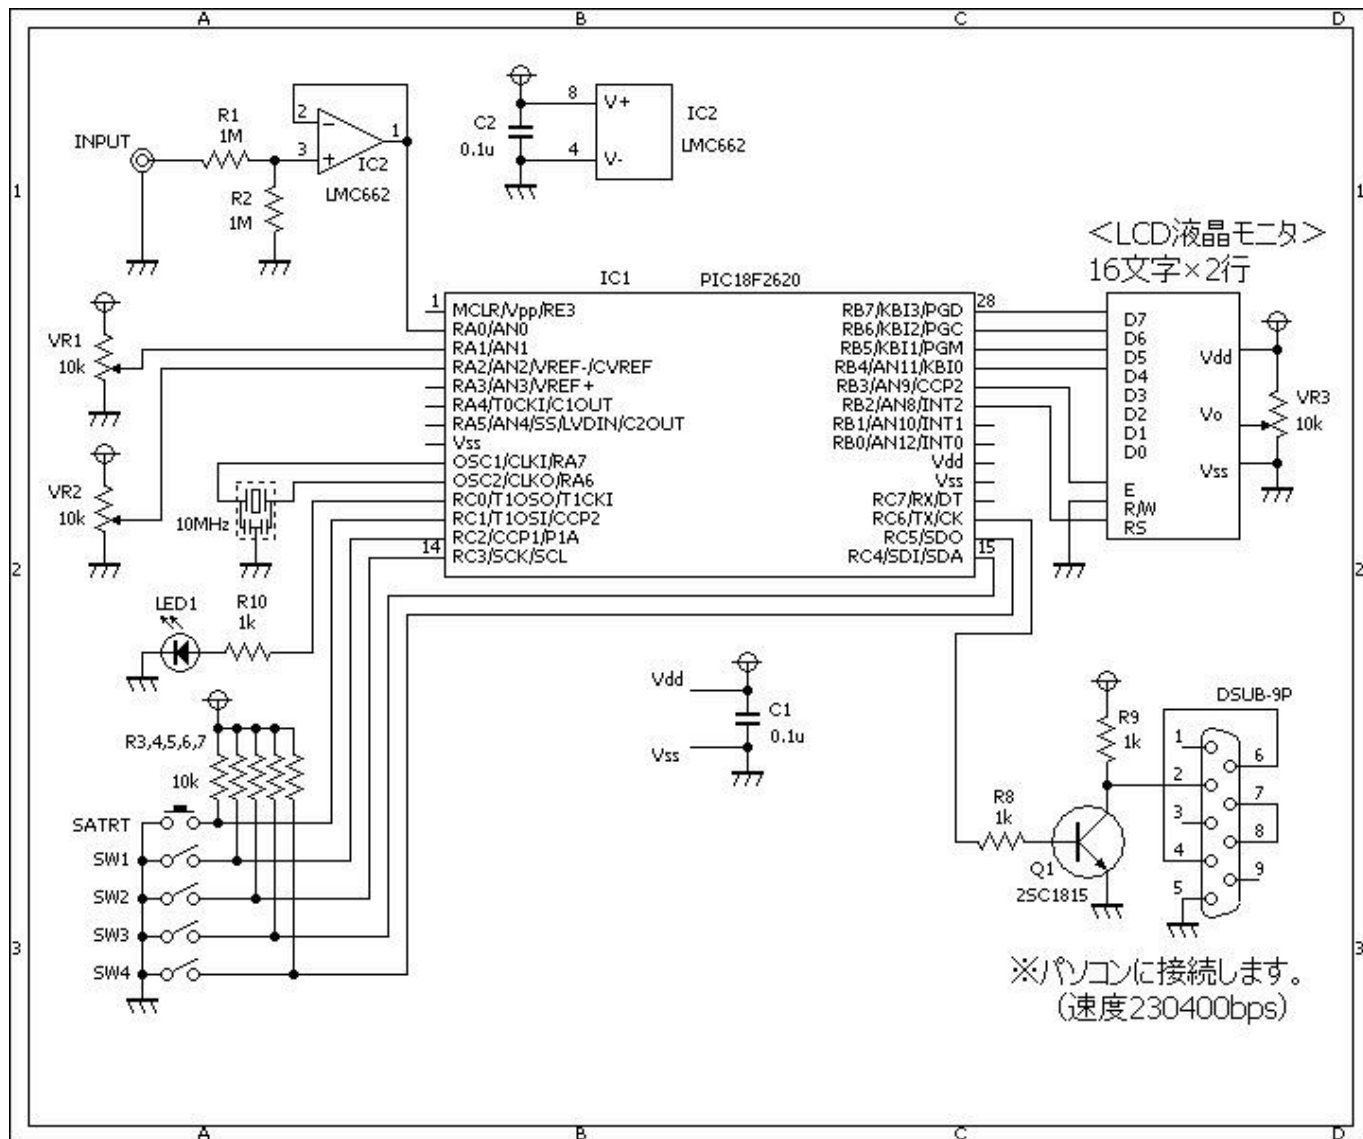 A B C D
INPUT
R1
1M
R2
1M
2
3
1
IC2
LMC662
C2
0.1u
8
V+
4
V-
IC2
LMC662
1
1
<LCD液晶モニタ>
16文字×2行
IC1
PIC18F2620
1
28
MCLR/Vpp/RE3
RA0/AN0
RA1/AN1
RA2/AN2/VREF-/CVREF
RA3/AN3/VREF+
RA4/T0CKI/C1OUT
RA5/AN4/SS/LVDIN/C2OUT
Vss
OSC1/CLKI/RA7
OSC2/CLKO/RA6
RC0/T1OSO/T1CKI
RC1/T1OSI/CCP2
RC2/CCP1/P1A
RC3/SCK/SCL
14
RB7/KBI3/PGD
RB6/KBI2/PGC
RB5/KBI1/PGM
RB4/AN11/KBI0
RB3/AN9/CCP2
RB2/AN8/INT2
RB1/AN10/INT1
RB0/AN12/INT0
Vdd
Vss
RC7/RX/DT
RC6/TX/CK
RC5/SDO
RC4/SDI/SDA
15
D7
D6
D5
D4
D3
D2
D1
D0
E
R/W
RS
Vdd
Vo
Vss
VR3
10k
VR1
10k
VR2
10k
10MHz
2
2
LED1
R10
1k
R3,4,5,6,7
10k
SATRT
SW1
SW2
SW3
SW4
Vdd
Vss
C1
0.1u
R9
1k
R8
1k
Q1
2SC1815
DSUB-9P
1
2
3
4
5
6
7
8
9
3
3
※パソコンに接続します。
(速度230400bps)
A B C D